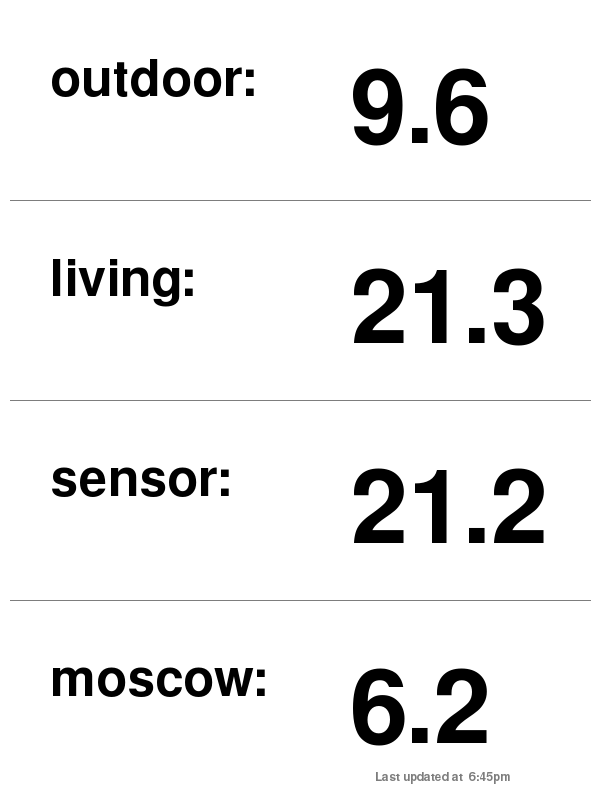 outdoor: 9.6
living: 21.3
sensor: 21.2
moscow: 6.2
Last updated at 6:45pm